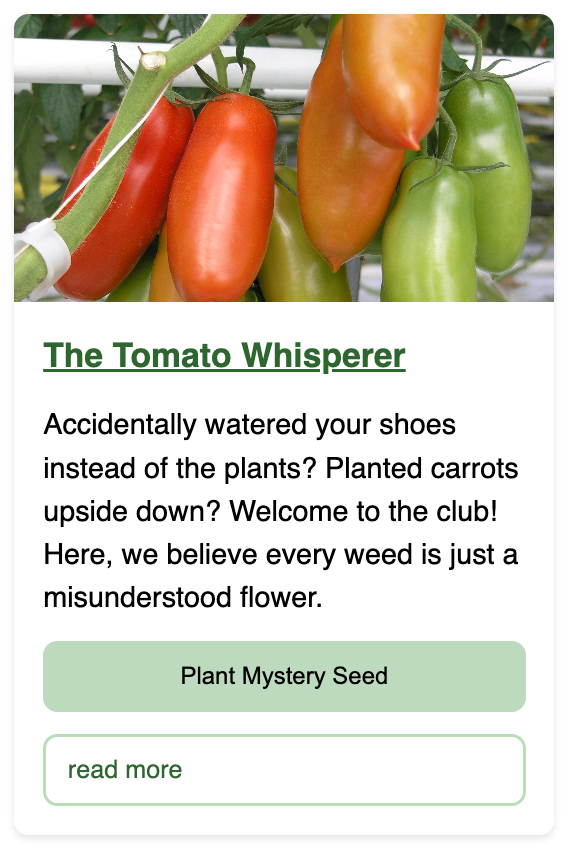 The Tomato Whisperer
Accidentally watered your shoes
instead of the plants? Planted carrots
upside down? Welcome to the club!
Here, we believe every weed is just a
misunderstood flower.
Plant Mystery Seed
read more